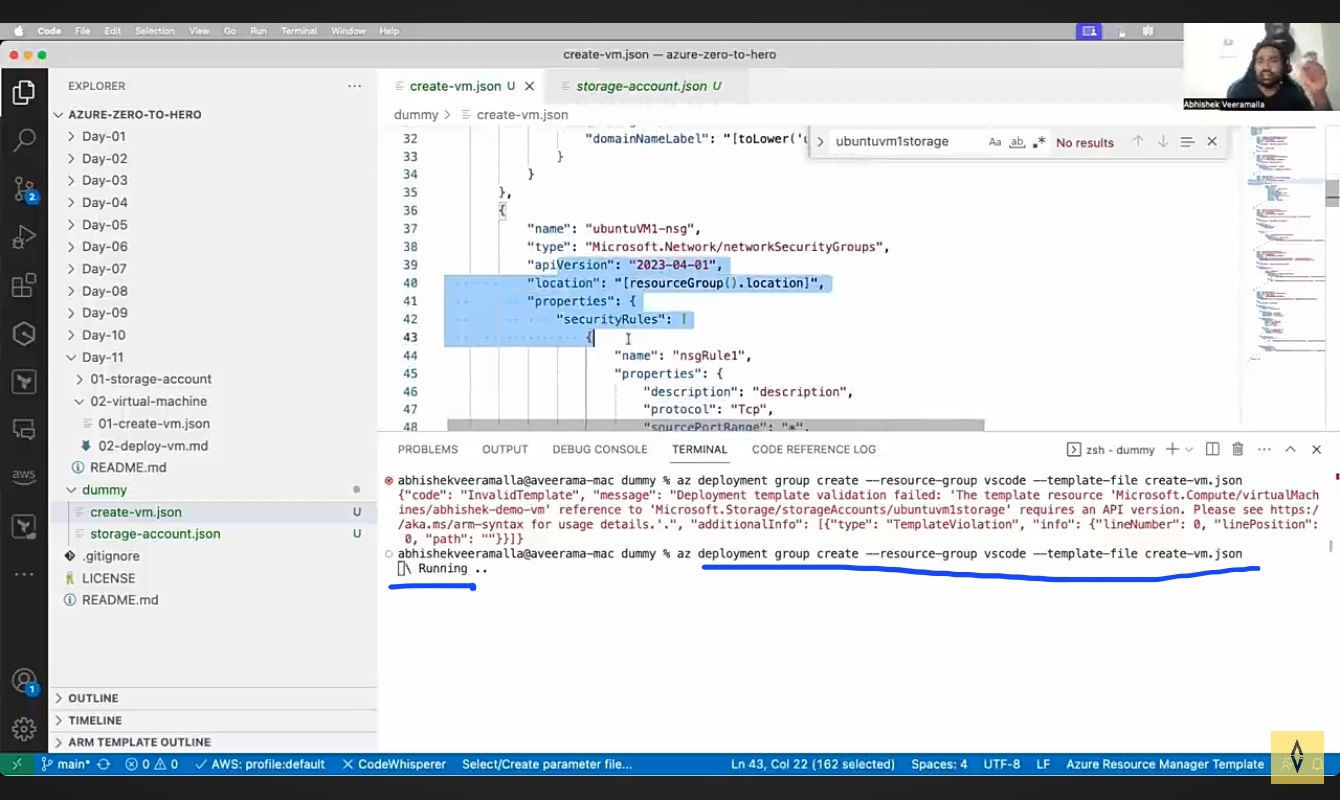 Code File Edit Selection View Go Run Terminal Window Help
create-vm.json — azure-zero-to-hero
Abhishek Veeramalla
EXPLORER ...
AZURE-ZERO-TO-HERO
Day-01
Day-02
Day-03
Day-04
Day-05
Day-06
Day-07
Day-08
Day-09
Day-10
Day-11
01-storage-account
02-virtual-machine
01-create-vm.json
02-deploy-vm.md
README.md
dummy
create-vm.json U
storage-account.json U
.gitignore
LICENSE
README.md
OUTLINE
TIMELINE
ARM TEMPLATE OUTLINE
2
aws
1
create-vm.json U
storage-account.json U
dummy > create-vm.json
ubuntuvm1storage Aa ab .* No results
32 "domainNameLabel": "[toLower('u
33 }
34 }
35 },
36 {
37 "name": "ubuntuVM1-nsg",
38 "type": "Microsoft.Network/networkSecurityGroups",
39 "apiVersion": "2023-04-01",
40 "location": "[resourceGroup().location]",
41 "properties": {
42 "securityRules": [
43 {
44 "name": "nsgRule1",
45 "properties": {
46 "description": "description",
47 "protocol": "Tcp",
48 "sourcePortRange": "*",
PROBLEMS OUTPUT DEBUG CONSOLE TERMINAL CODE REFERENCE LOG
zsh - dummy
abhishekveeramalla@aveerama-mac dummy % az deployment group create --resource-group vscode --template-file create-vm.json
{"code": "InvalidTemplate", "message": "Deployment template validation failed: 'The template resource 'Microsoft.Compute/virtualMach
ines/abhishek-demo-vm' reference to 'Microsoft.Storage/storageAccounts/ubuntuvm1storage' requires an API version. Please see https:/
/aka.ms/arm-syntax for usage details.'.", "additionalInfo": [{"type": "TemplateViolation", "info": {"lineNumber": 0, "linePosition":
0, "path": ""}}]}
abhishekveeramalla@aveerama-mac dummy % az deployment group create --resource-group vscode --template-file create-vm.json
\ Running ..
main* 0 0 AWS: profile:default CodeWhisperer Select/Create parameter file... Ln 43, Col 22 (162 selected) Spaces: 4 UTF-8 LF Azure Resource Manager Template